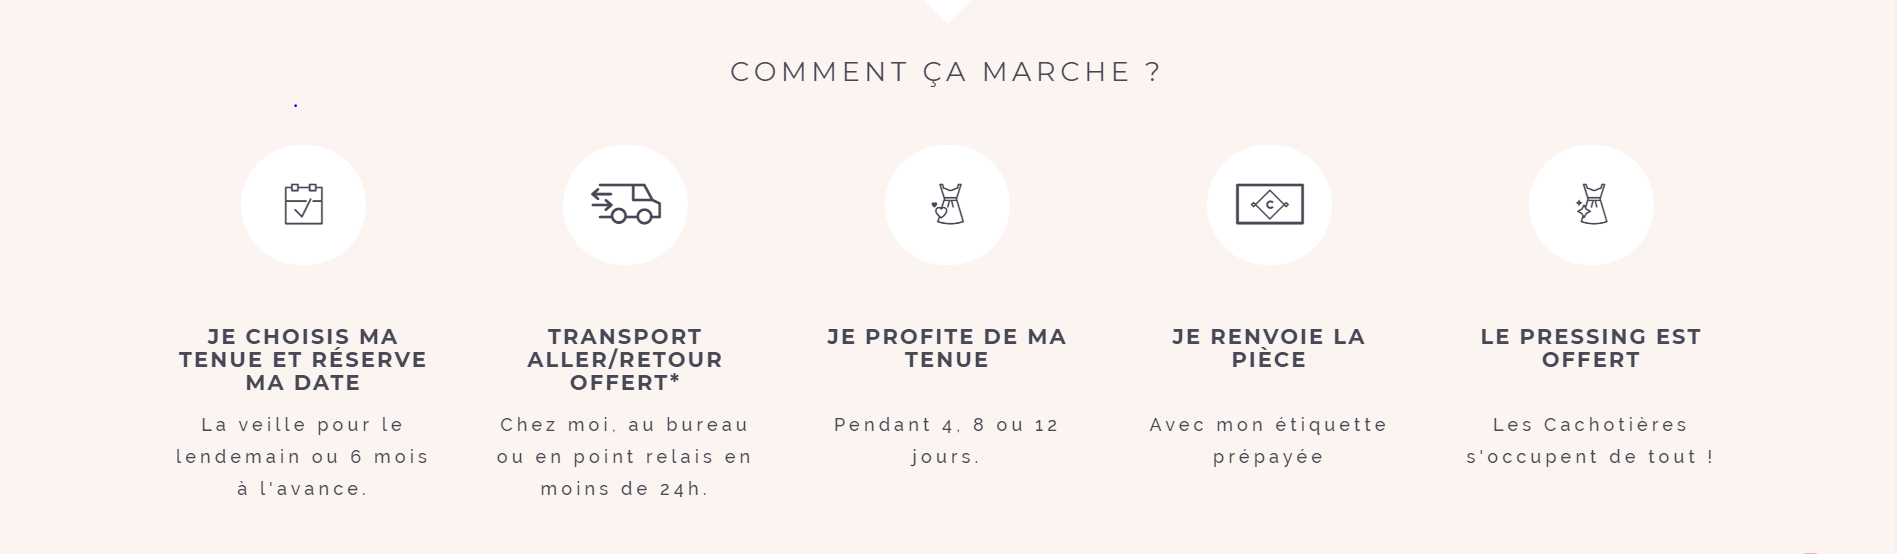 COMMENT ÇA MARCHE ?
JE CHOISIS MA
TENUE ET RÉSERVE
MA DATE
La veille pour le
lendemain ou 6 mois
à l'avance.
TRANSPORT
ALLER/RETOUR
OFFERT*
Chez moi, au bureau
ou en point relais en
moins de 24h.
JE PROFITE DE MA
TENUE
Pendant 4, 8 ou 12
jours.
C
JE RENVOIE LA
PIÈCE
Avec mon étiquette
prépayée
LE PRESSING EST
OFFERT
Les Cachotières
s'occupent de tout !